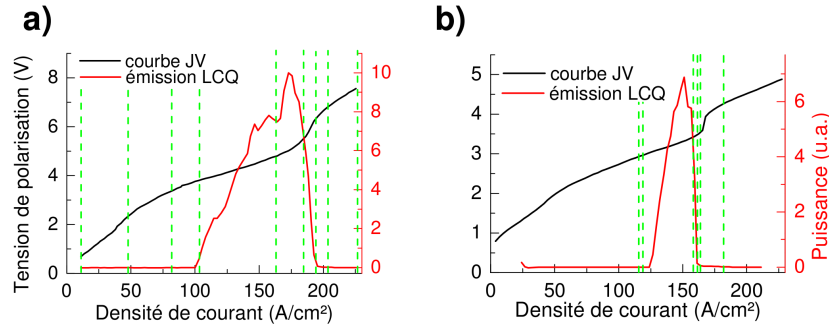 a)
Tension de polarisation (V)
8
6
4
2
0
courbe JV
émission LCQ
10
8
6
4
2
0
0 50 100 150 200
Densité de courant (A/cm²)
b)
5
4
3
2
1
0
courbe JV
émission LCQ
6
4
2
0
Puissance (u.a.)
0 50 100 150 200
Densité de courant (A/cm²)